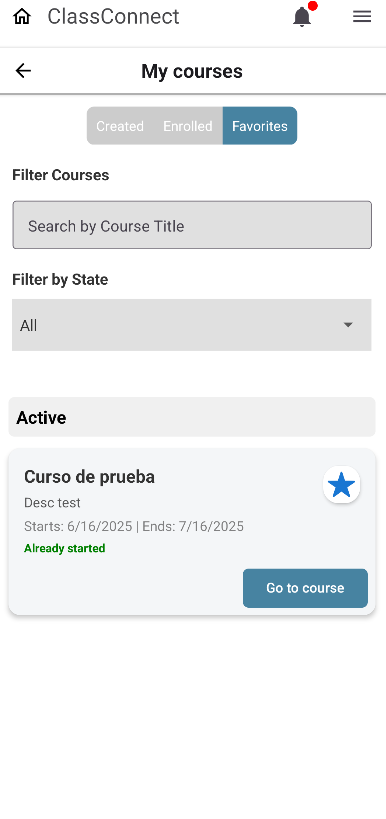 ClassConnect
My courses
Created Enrolled Favorites
Filter Courses
Search by Course Title
Filter by State
All
Active
Curso de prueba
Desc test
Starts: 6/16/2025 | Ends: 7/16/2025
Already started
Go to course